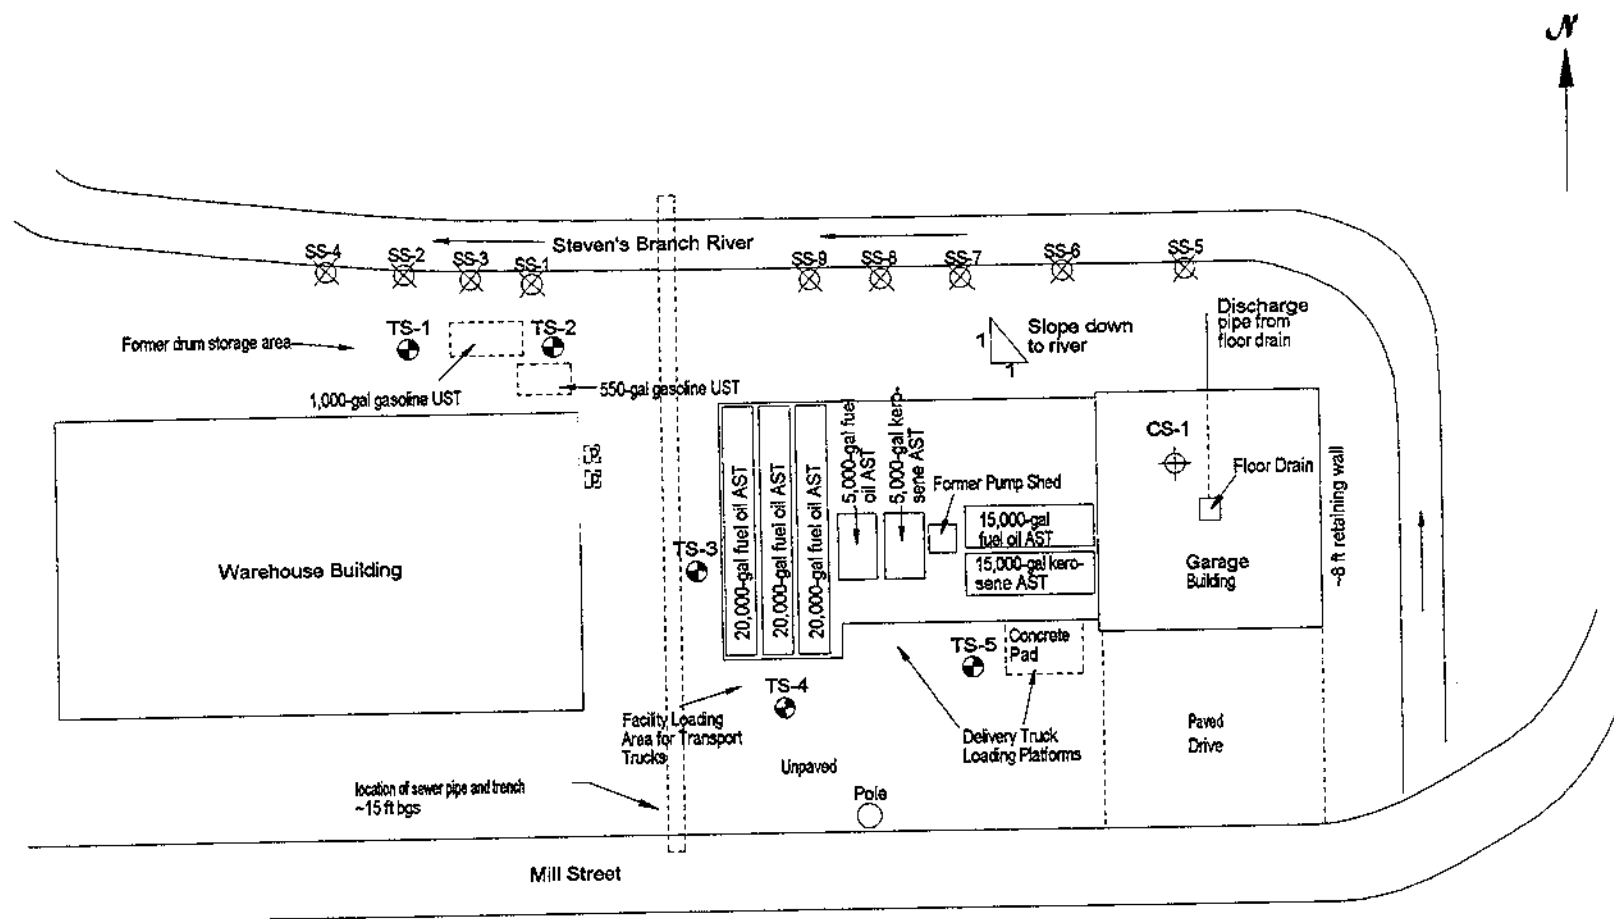 N
Steven's Branch River
SS-4
SS-2
SS-3
SS-1
SS-9
SS-8
SS-7
SS-6
SS-5
TS-1
TS-2
Former drum storage area
1,000-gal gasoline UST
550-gal gasoline UST
1
1
Slope down
to river
Discharge
pipe from
floor drain
CS-1
Floor Drain
Garage
Building
~8 ft retaining wall
Warehouse Building
TS-3
20,000-gal fuel oil AST
20,000-gal fuel oil AST
20,000-gal fuel oil AST
5,000-gal fuel
oil AST
5,000-gal kero-
sene AST
Former Pump Shed
15,000-gal
fuel oil AST
15,000-gal kero-
sene AST
TS-5
Concrete
Pad
TS-4
Facility Loading
Area for Transport
Trucks
Delivery Truck
Loading Platforms
Unpaved
Paved
Drive
location of sewer pipe and trench
~15 ft bgs
Pole
Mill Street